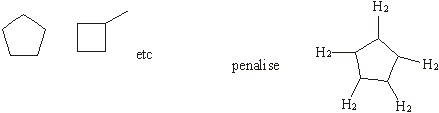 H₂
H₂
H₂
etc
penalise
H₂
H₂